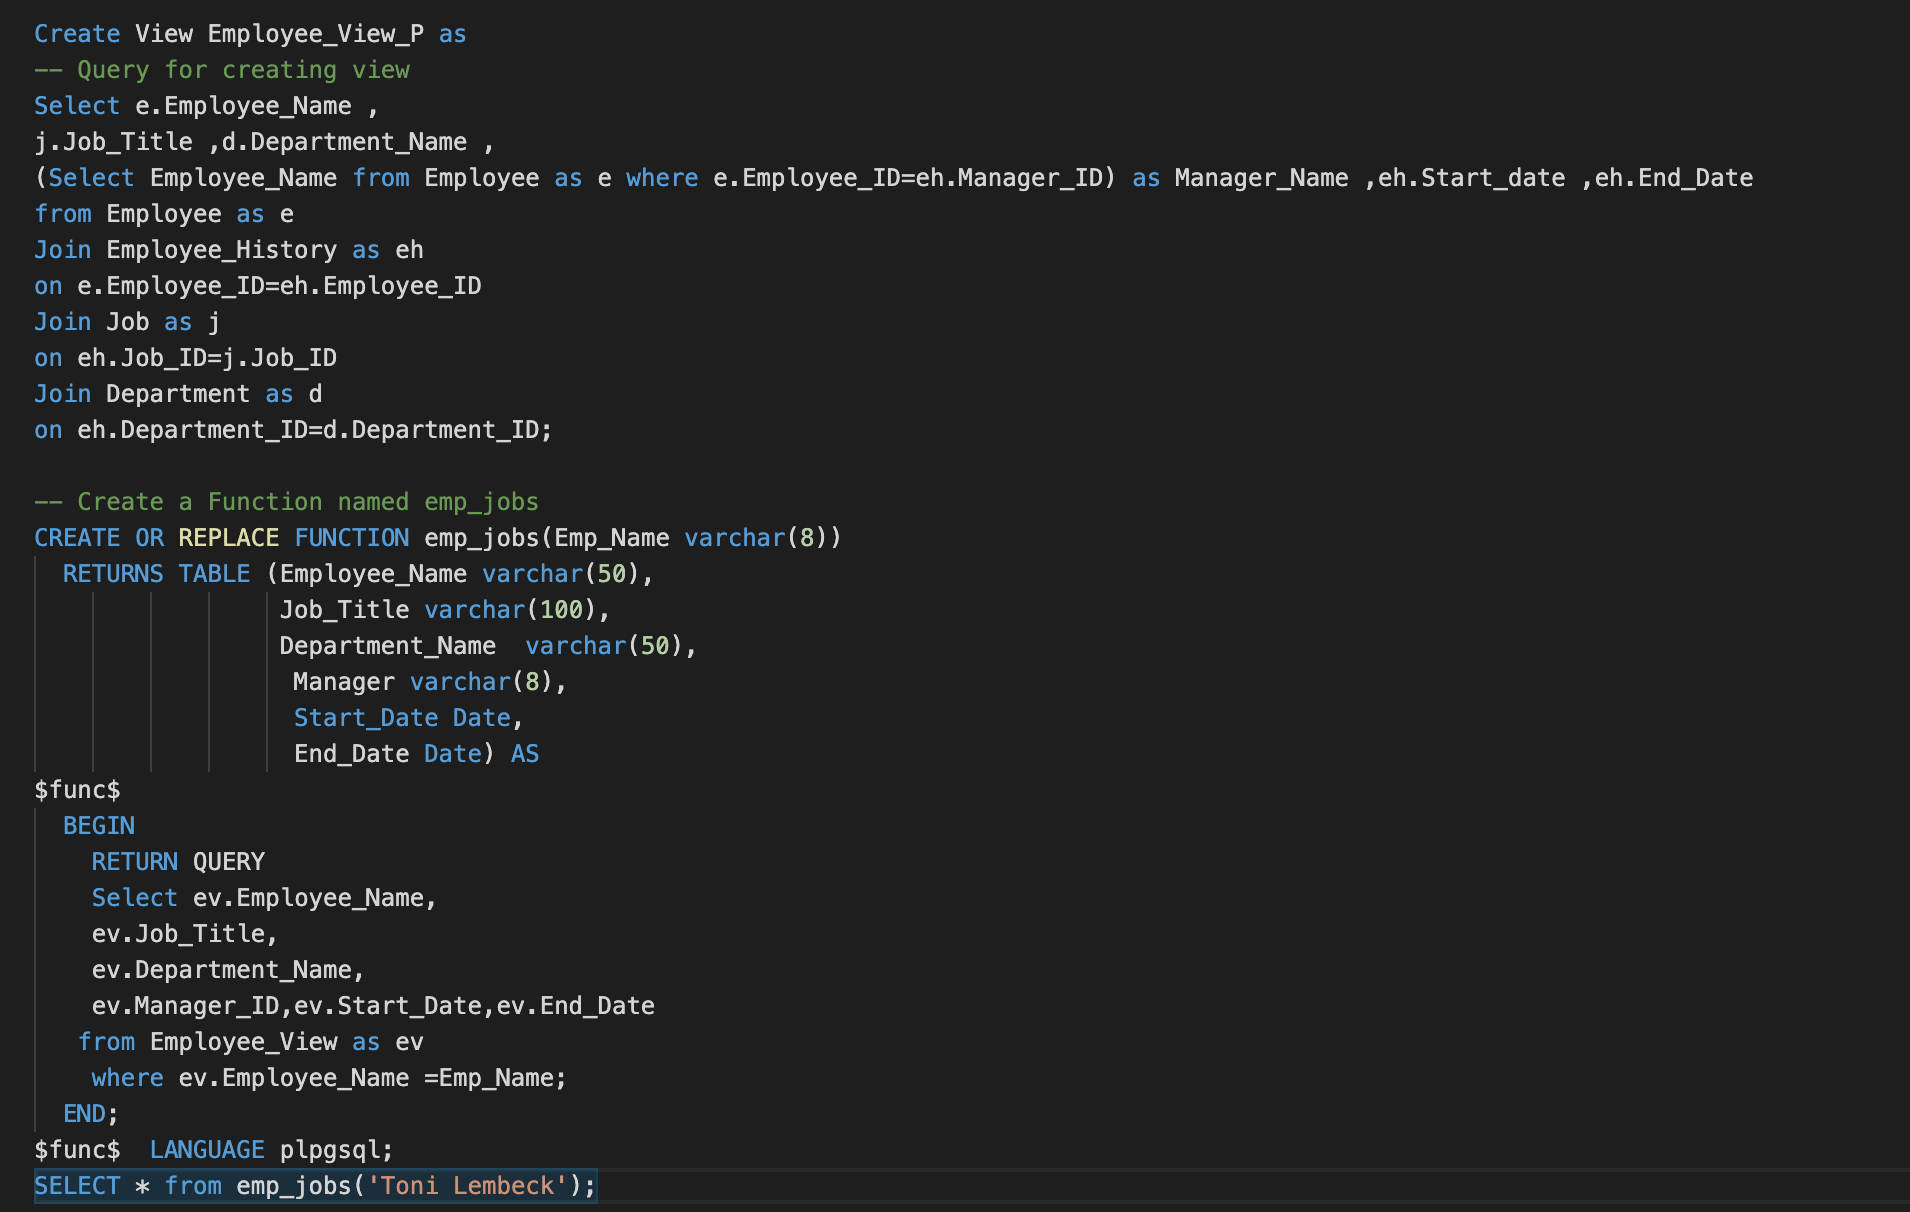 Create View Employee_View_P as
-- Query for creating view
Select e.Employee_Name ,
j.Job_Title ,d.Department_Name ,
(Select Employee_Name from Employee as e where e.Employee_ID=eh.Manager_ID) as Manager_Name ,eh.Start_date ,eh.End_Date
from Employee as e
Join Employee_History as eh
on e.Employee_ID=eh.Employee_ID
Join Job as j
on eh.Job_ID=j.Job_ID
Join Department as d
on eh.Department_ID=d.Department_ID;

-- Create a Function named emp_jobs
CREATE OR REPLACE FUNCTION emp_jobs(Emp_Name varchar(8))
  RETURNS TABLE (Employee_Name varchar(50),
                 Job_Title varchar(100),
                 Department_Name  varchar(50),
                  Manager varchar(8),
                  Start_Date Date,
                  End_Date Date) AS
$func$
  BEGIN
    RETURN QUERY
    Select ev.Employee_Name,
    ev.Job_Title,
    ev.Department_Name,
    ev.Manager_ID,ev.Start_Date,ev.End_Date
   from Employee_View as ev
    where ev.Employee_Name =Emp_Name;
  END;
$func$  LANGUAGE plpgsql;
SELECT * from emp_jobs('Toni Lembeck');